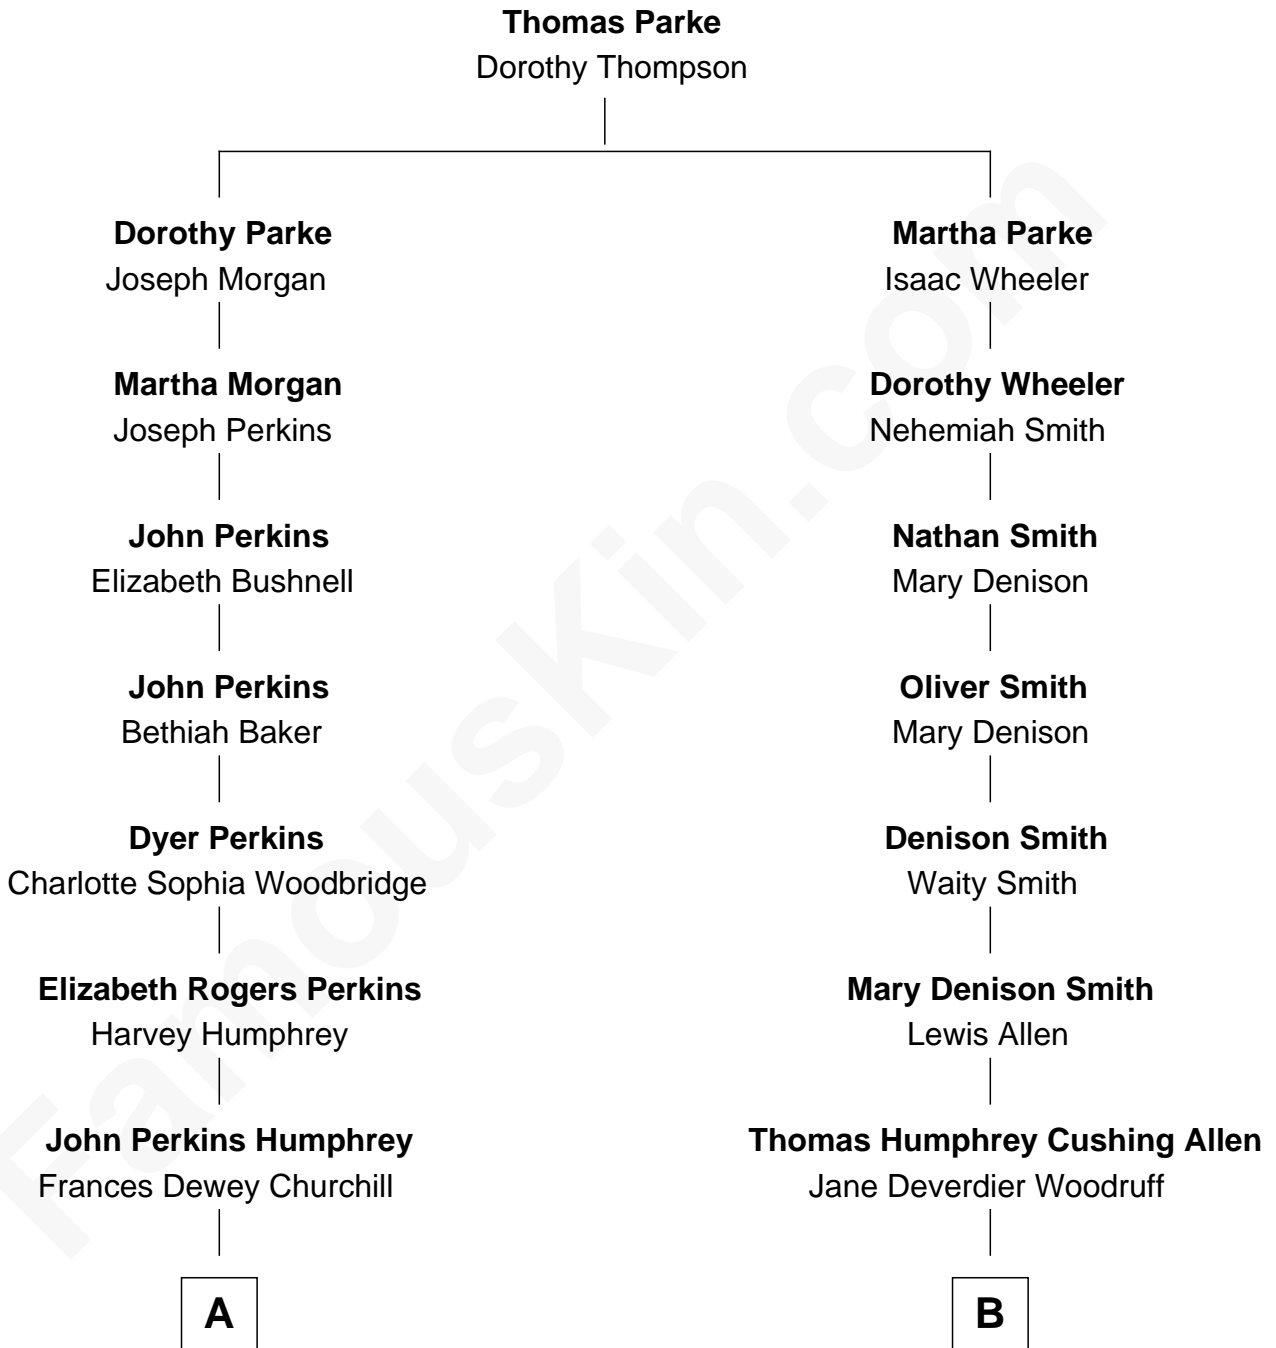 Thomas Parke
Dorothy Thompson
Dorothy Parke
Joseph Morgan
Martha Parke
Isaac Wheeler
Martha Morgan
Joseph Perkins
Dorothy Wheeler
Nehemiah Smith
John Perkins
Elizabeth Bushnell
Nathan Smith
Mary Denison
John Perkins
Bethiah Baker
Oliver Smith
Mary Denison
Dyer Perkins
Charlotte Sophia Woodbridge
Denison Smith
Waity Smith
Elizabeth Rogers Perkins
Harvey Humphrey
Mary Denison Smith
Lewis Allen
John Perkins Humphrey
Frances Dewey Churchill
Thomas Humphrey Cushing Allen
Jane Deverdier Woodruff
A
B
FamousKin.com